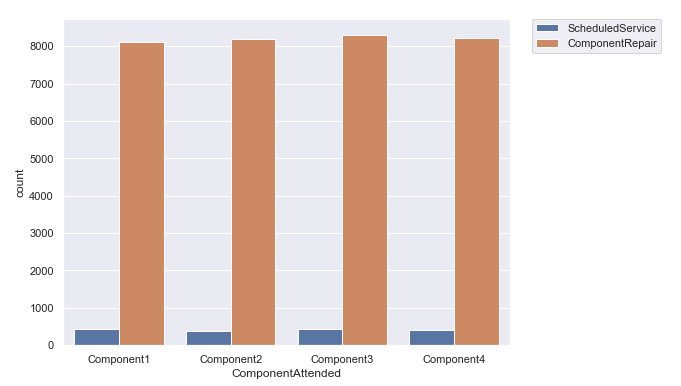 ScheduledService
ComponentRepair
8000
7000
6000
5000
4000
3000
2000
1000
0
count
Component1 Component2 Component3 Component4
ComponentAttended